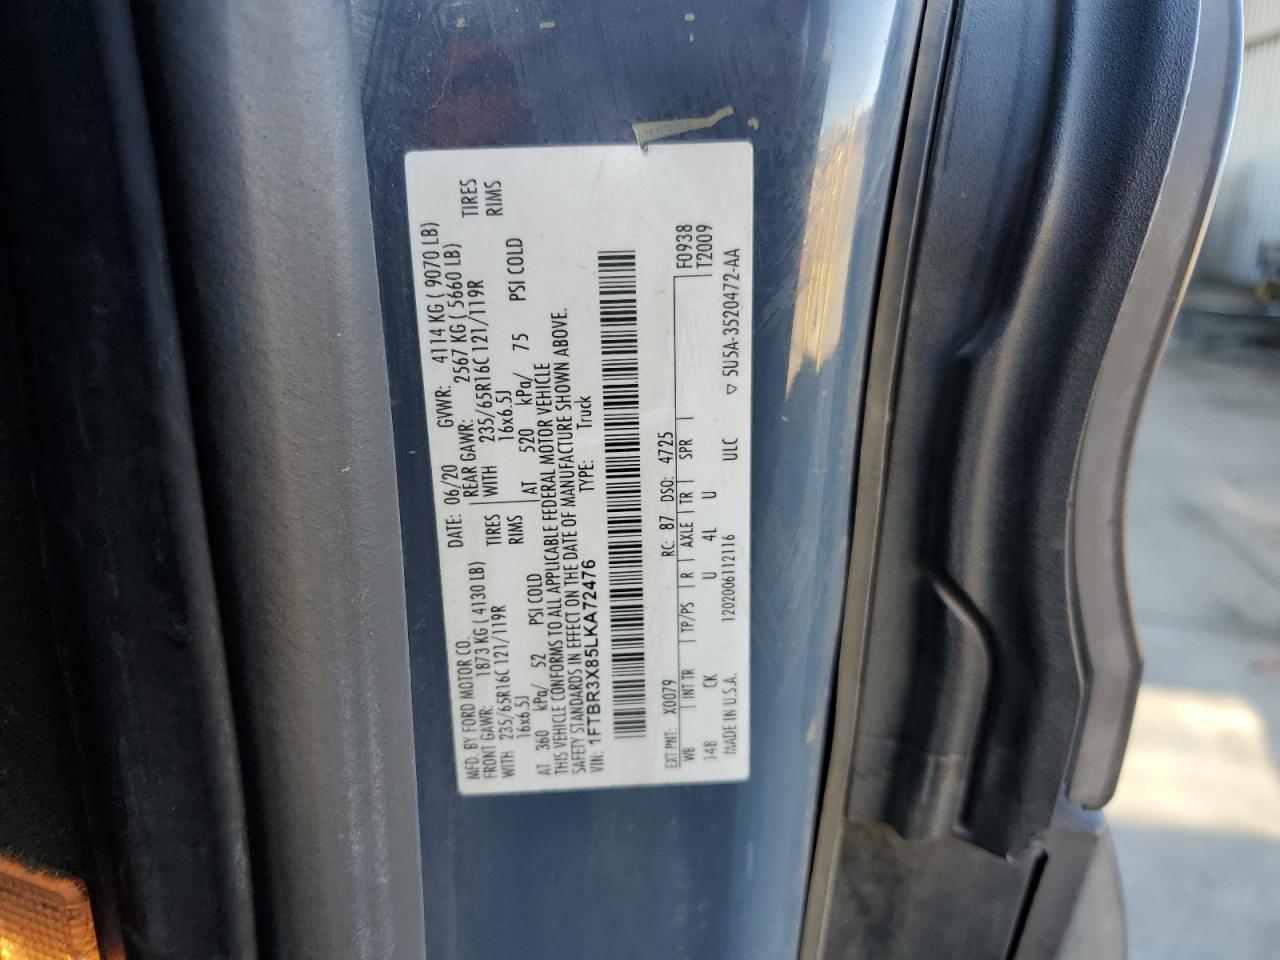 MFD. BY FORD MOTOR CO. DATE: 06/20 GVWR: 4114 KG ( 9070 LB)
FRONT GAWR: 1873 KG ( 4130 LB) REAR GAWR: 2567 KG ( 5660 LB)
WITH 235/65R16C 121/119R TIRES WITH 235/65R16C 121/119R TIRES
16x6.5J RIMS 16x6.5J RIMS
AT 360 kPa/ 52 PSI COLD AT 520 kPa/ 75 PSI COLD
THIS VEHICLE CONFORMS TO ALL APPLICABLE FEDERAL MOTOR VEHICLE
SAFETY STANDARDS IN EFFECT ON THE DATE OF MANUFACTURE SHOWN ABOVE.
VIN: 1FTBR3X85LKA72476 TYPE: Truck
EXT PNT: X0079 RC: 87 DSO: 4725 F0938
WB INT TR TP/PS R AXLE TR SPR T2009
148 CK U 4L U
MADE IN U.S.A. 1202006112116 ULC ▽ 5U5A-3520472-AA